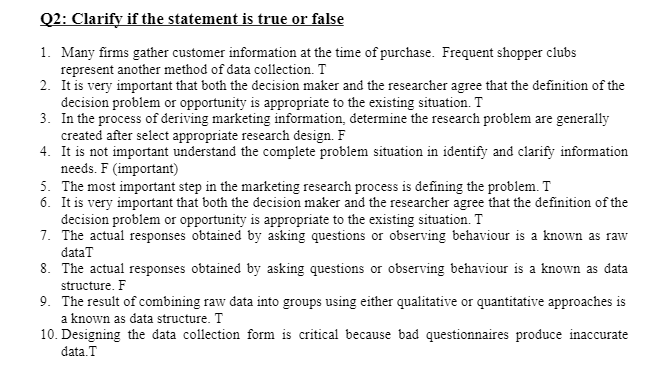 Q2: Clarify if the statement is true or false
1. Many firms gather customer information at the time of purchase. Frequent shopper clubs
represent another method of data collection. T
2. It is very important that both the decision maker and the researcher agree that the definition of the
decision problem or opportunity is appropriate to the existing situation. T
3. In the process of deriving marketing information, determine the research problem are generally
created after select appropriate research design. F
4. It is not important understand the complete problem situation in identify and clarify information
needs. F (important)
5. The most important step in the marketing research process is defining the problem. T
6. It is very important that both the decision maker and the researcher agree that the definition of the
decision problem or opportunity is appropriate to the existing situation. T
7. The actual responses obtained by asking questions or observing behaviour is a known as raw
dataT
8. The actual responses obtained by asking questions or observing behaviour is a known as data
structure. F
9. The result of combining raw data into groups using either qualitative or quantitative approaches is
a known as data structure. T
10. Designing the data collection form is critical because bad questionnaires produce inaccurate
data.T